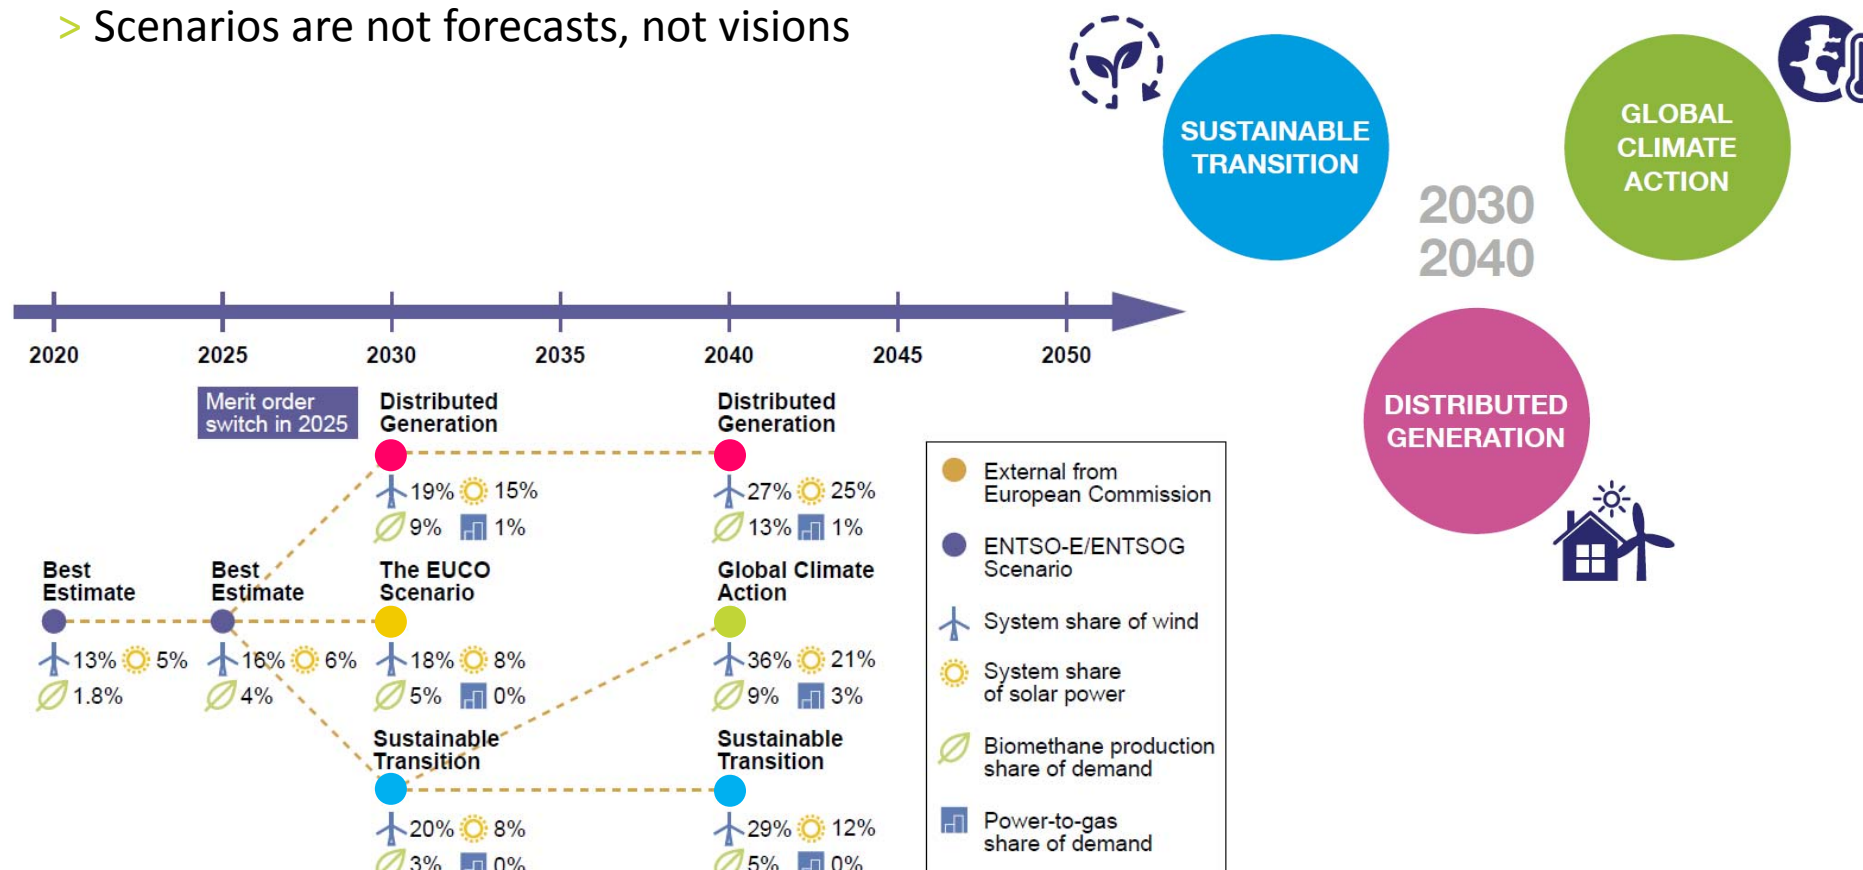 > Scenarios are not forecasts, not visions
SUSTAINABLE
TRANSITION
GLOBAL
CLIMATE
ACTION
2030
2040
DISTRIBUTED
GENERATION
2020 2025 2030 2035 2040 2045 2050
Merit order
switch in 2025
Distributed
Generation
19% 15%
9% 1%
Distributed
Generation
27% 25%
13% 1%
Best
Estimate
13% 5%
1.8%
Best
Estimate
16% 6%
4%
The EUCO
Scenario
18% 8%
5% 0%
Global Climate
Action
36% 21%
9% 3%
Sustainable
Transition
20% 8%
3% 0%
Sustainable
Transition
29% 12%
5% 0%
External from
European Commission
ENTSO-E/ENTSOG
Scenario
System share of wind
System share
of solar power
Biomethane production
share of demand
Power-to-gas
share of demand